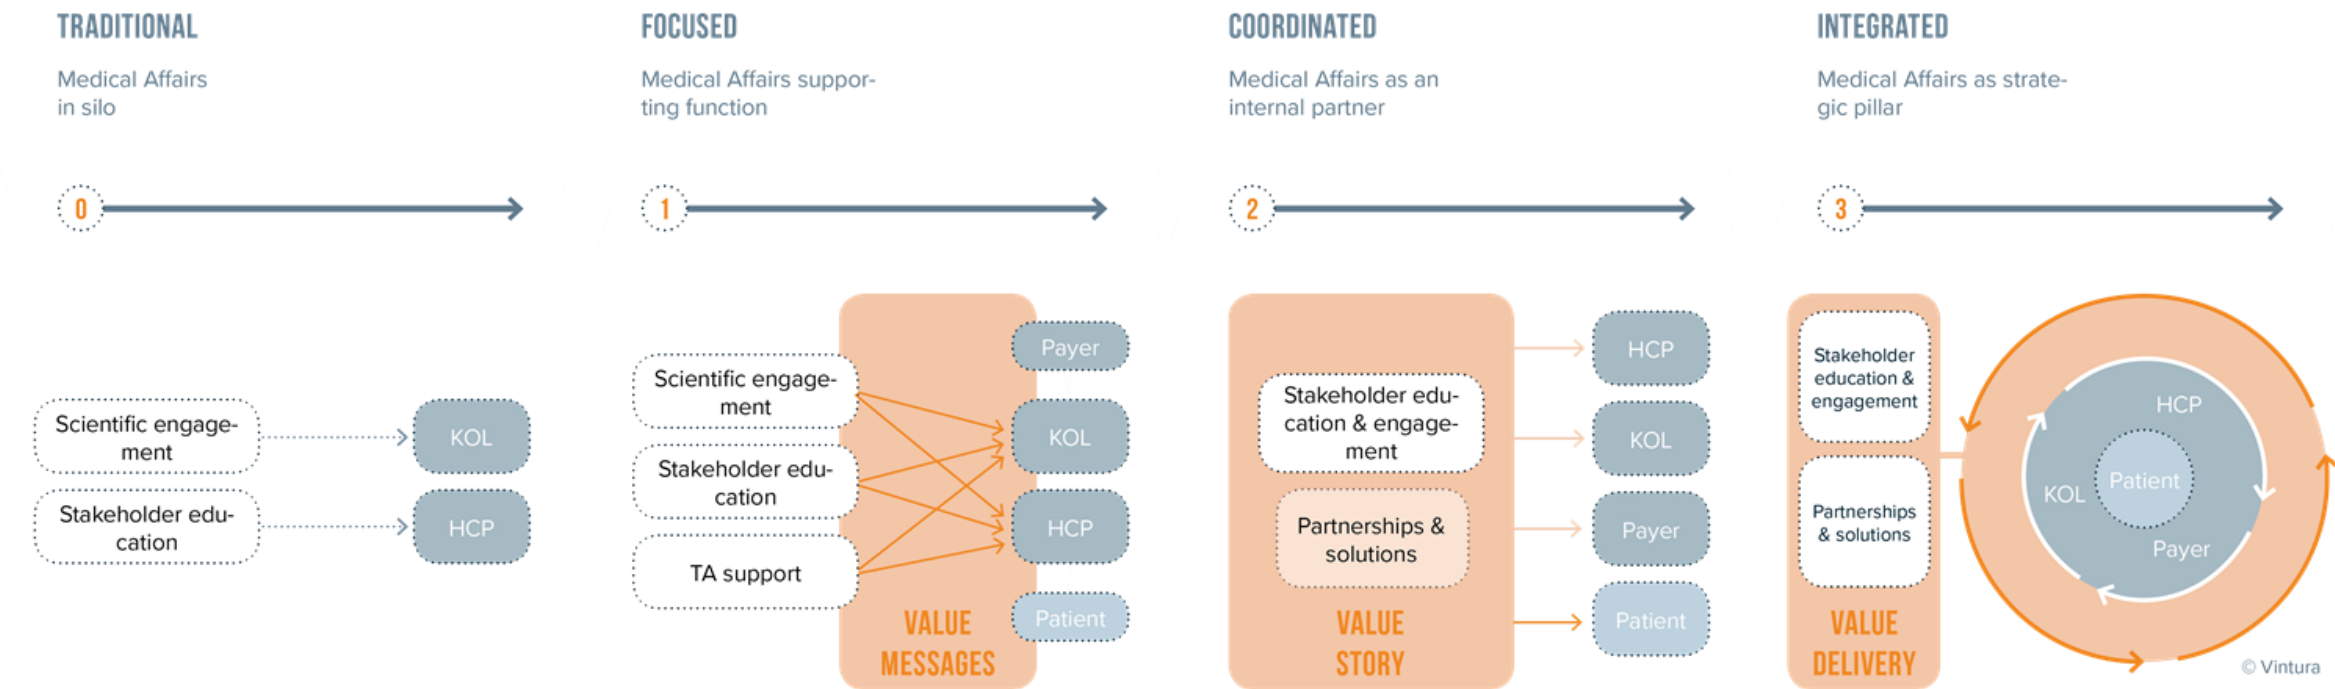 TRADITIONAL
Medical Affairs
in silo
0
Scientific engage-
ment
Stakeholder edu-
cation
KOL
HCP
FOCUSED
Medical Affairs suppor-
ting function
1
Scientific engage-
ment
Stakeholder edu-
cation
TA support
Payer
KOL
HCP
Patient
VALUE
MESSAGES
COORDINATED
Medical Affairs as an
internal partner
2
Stakeholder edu-
cation & engage-
ment
Partnerships &
solutions
VALUE
STORY
HCP
KOL
Payer
Patient
INTEGRATED
Medical Affairs as strate-
gic pillar
3
Stakeholder
education &
engagement
Partnerships
& solutions
VALUE
DELIVERY
HCP
KOL
Patient
Payer
© Vintura